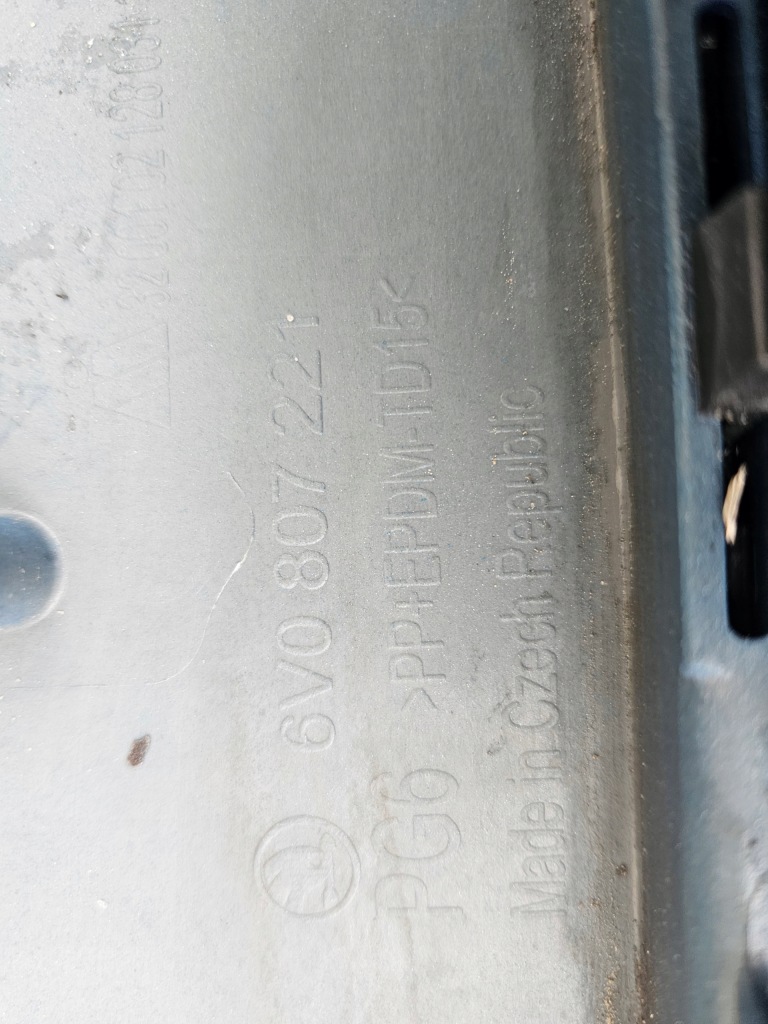 6V0 807 221
PG6 >PP+EPDM-TD15<
Made in Czech Republic